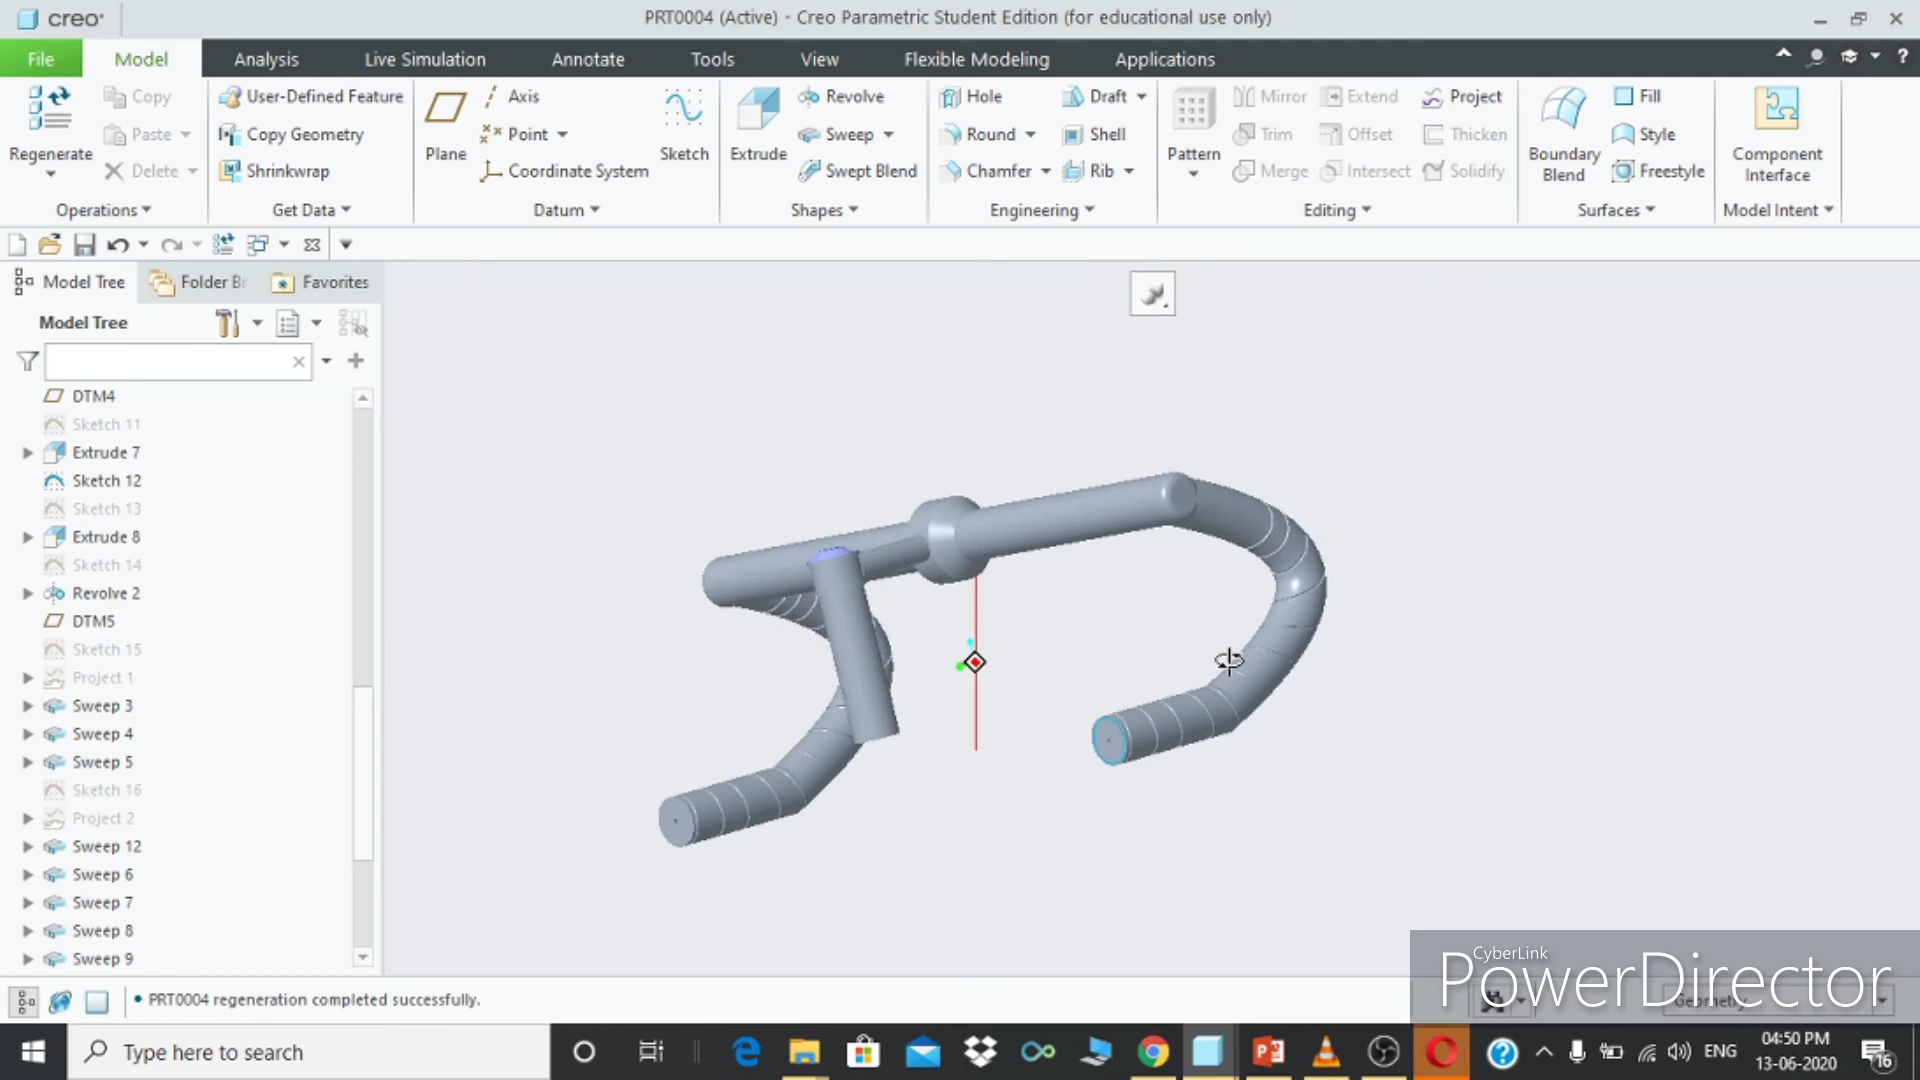 creo
PRT0004 (Active) - Creo Parametric Student Edition (for educational use only)
File Model Analysis Live Simulation Annotate Tools View Flexible Modeling Applications
?
Regenerate
Copy
Paste
Delete
Operations
User-Defined Feature
Copy Geometry
Shrinkwrap
Get Data
Plane
Axis
Point
Coordinate System
Sketch
Datum
Extrude
Revolve
Sweep
Swept Blend
Shapes
Hole
Round
Chamfer
Draft
Shell
Rib
Engineering
Pattern
Mirror
Trim
Merge
Extend
Offset
Intersect
Project
Thicken
Solidify
Editing
Boundary
Blend
Fill
Style
Freestyle
Surfaces
Component
Interface
Model Intent
Model Tree Folder Br Favorites
Model Tree
DTM4
Sketch 11
Extrude 7
Sketch 12
Sketch 13
Extrude 8
Sketch 14
Revolve 2
DTM5
Sketch 15
Project 1
Sweep 3
Sweep 4
Sweep 5
Sketch 16
Project 2
Sweep 12
Sweep 6
Sweep 7
Sweep 8
Sweep 9
• PRT0004 regeneration completed successfully.
Geometry
CyberLink
PowerDirector
Type here to search
ENG
04:50 PM
13-06-2020
16